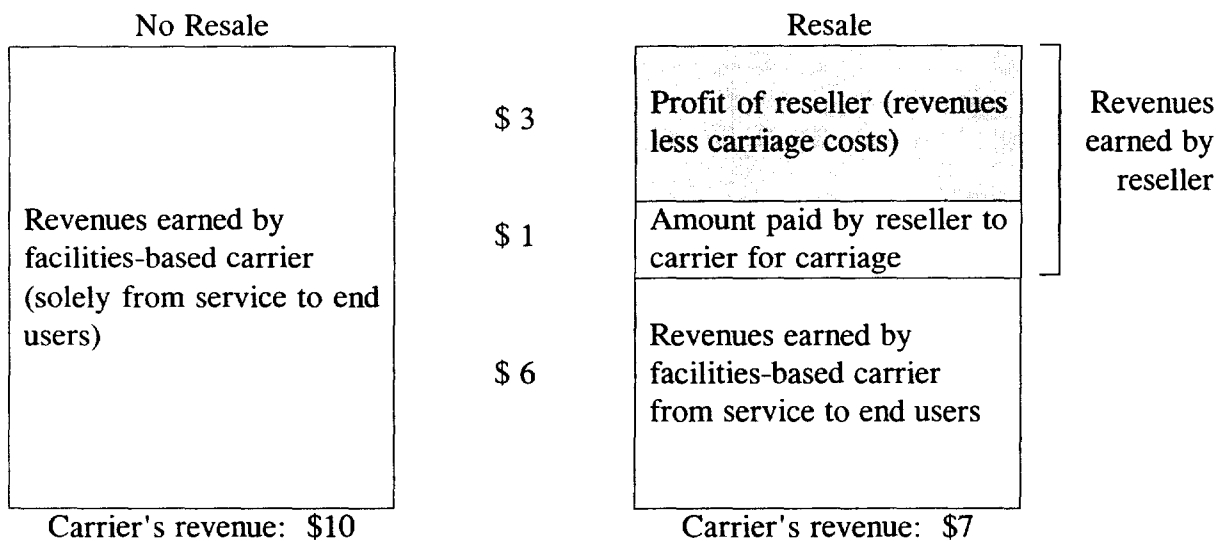 No Resale
Revenues earned by
facilities-based carrier
(solely from service to end
users)
Carrier's revenue: $10
$ 3
$ 1
$ 6
Resale
Profit of reseller (revenues
less carriage costs)
Amount paid by reseller to
carrier for carriage
Revenues earned by
facilities-based carrier
from service to end users
Carrier's revenue: $7
Revenues
earned by
reseller